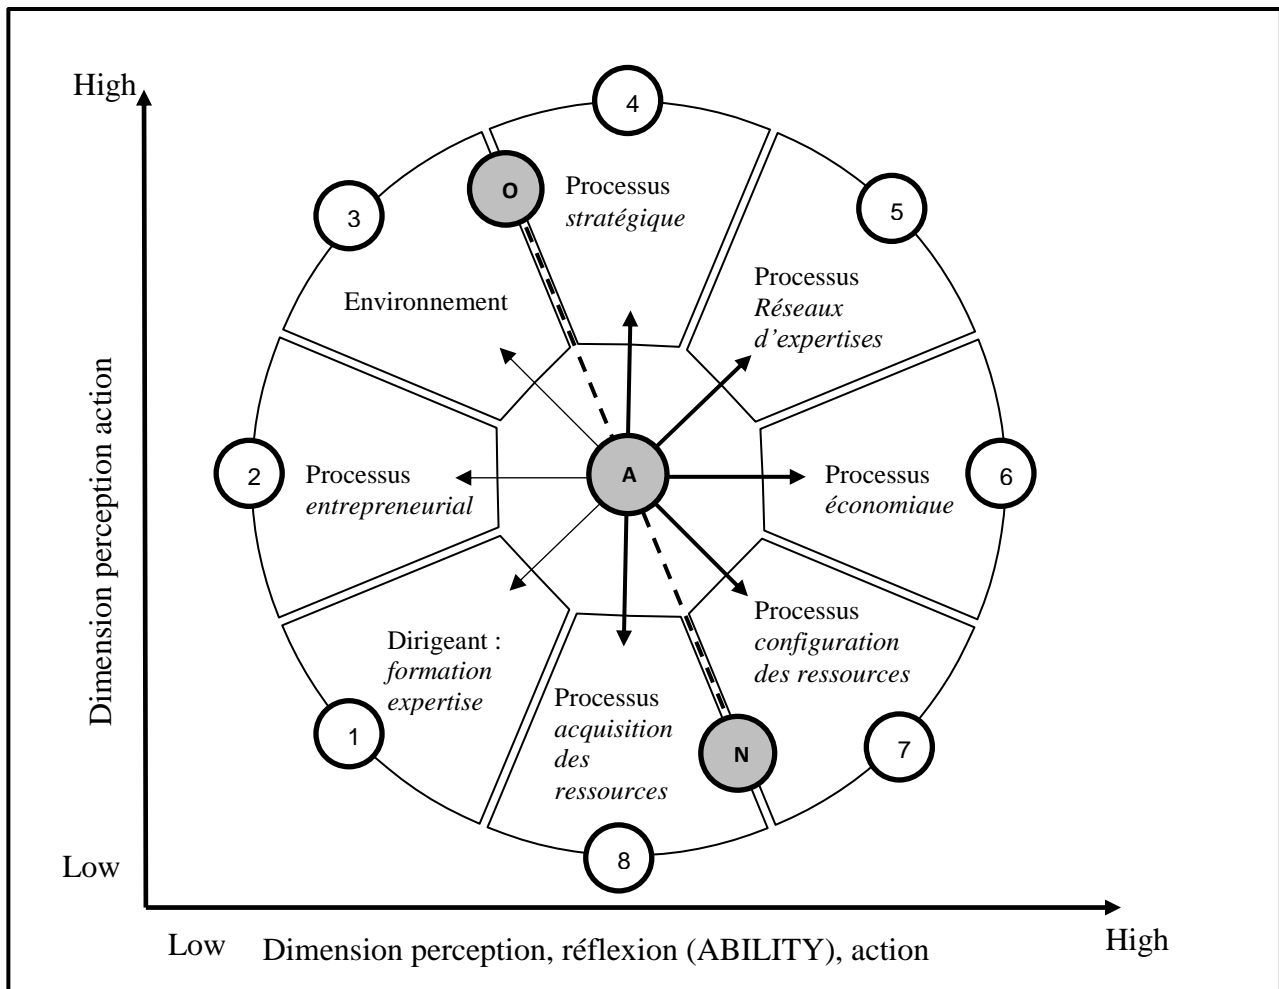 High
4
O
Processus
stratégique
3
5
Environnement
Processus
Réseaux
d'expertises
Dimension perception action
2
Processus
entrepreneurial
A
Processus
économique
6
Dirigeant :
formation
expertise
1
Processus
acquisition
des
ressources
N
Processus
configuration
des ressources
7
8
Low
Low
Dimension perception, réflexion (ABILITY), action
High